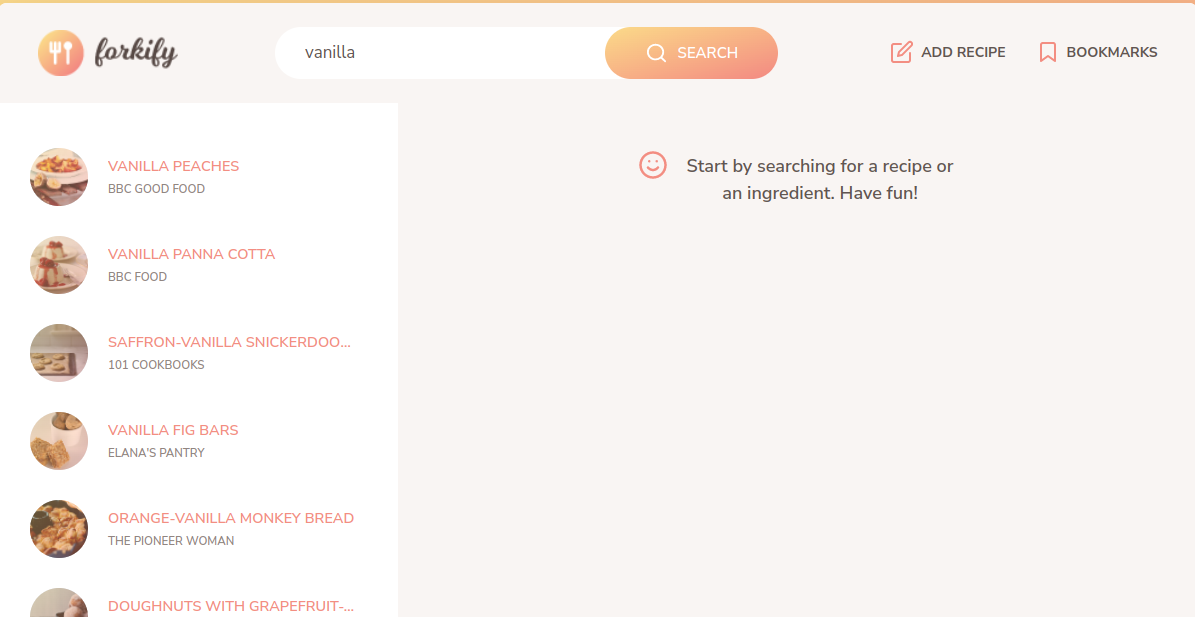 forkify
vanilla
SEARCH
ADD RECIPE
BOOKMARKS
VANILLA PEACHES
BBC GOOD FOOD
VANILLA PANNA COTTA
BBC FOOD
SAFFRON-VANILLA SNICKERDOO...
101 COOKBOOKS
VANILLA FIG BARS
ELANA'S PANTRY
ORANGE-VANILLA MONKEY BREAD
THE PIONEER WOMAN
DOUGHNUTS WITH GRAPEFRUIT-...
Start by searching for a recipe or
an ingredient. Have fun!